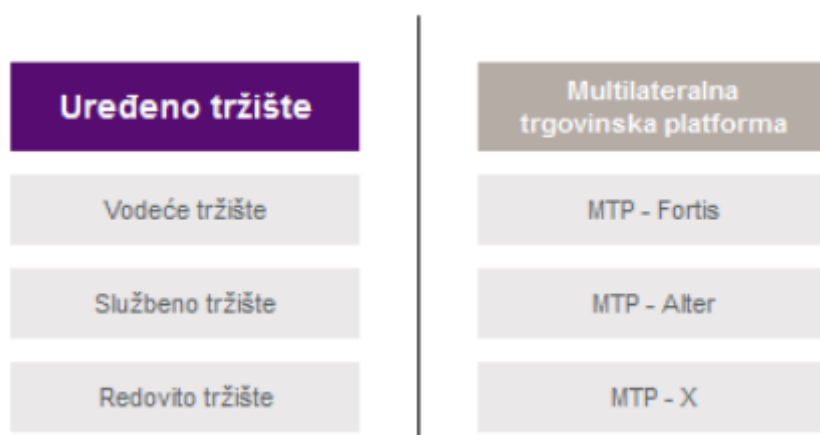 Uređeno tržište
Vodeće tržište
Službeno tržište
Redovito tržište
Multilateralna
trgovinska platforma
MTP - Fortis
MTP - Alter
MTP - X